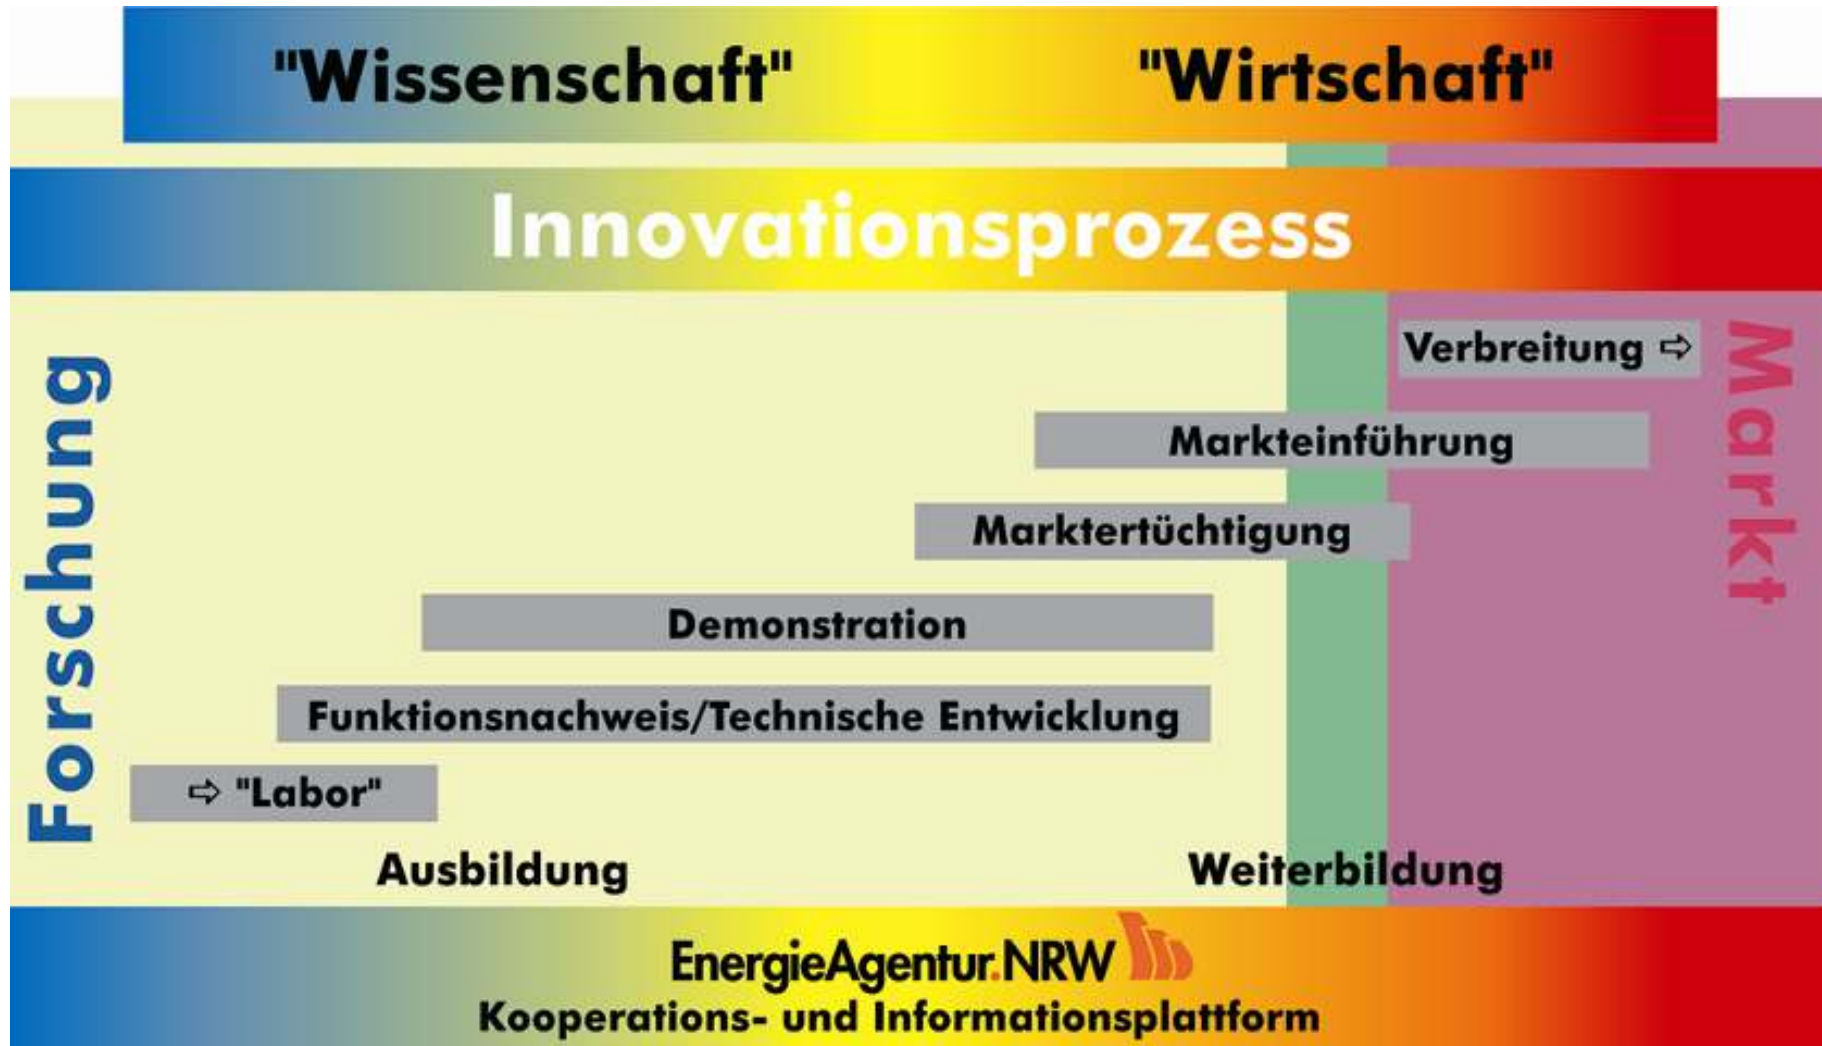 "Wissenschaft" "Wirtschaft"
Innovationsprozess
Forschung
Markt
Verbreitung ⇨
Markteinführung
Marktertüchtigung
Demonstration
Funktionsnachweis/Technische Entwicklung
⇨ "Labor"
Ausbildung Weiterbildung
EnergieAgentur.NRW
Kooperations- und Informationsplattform